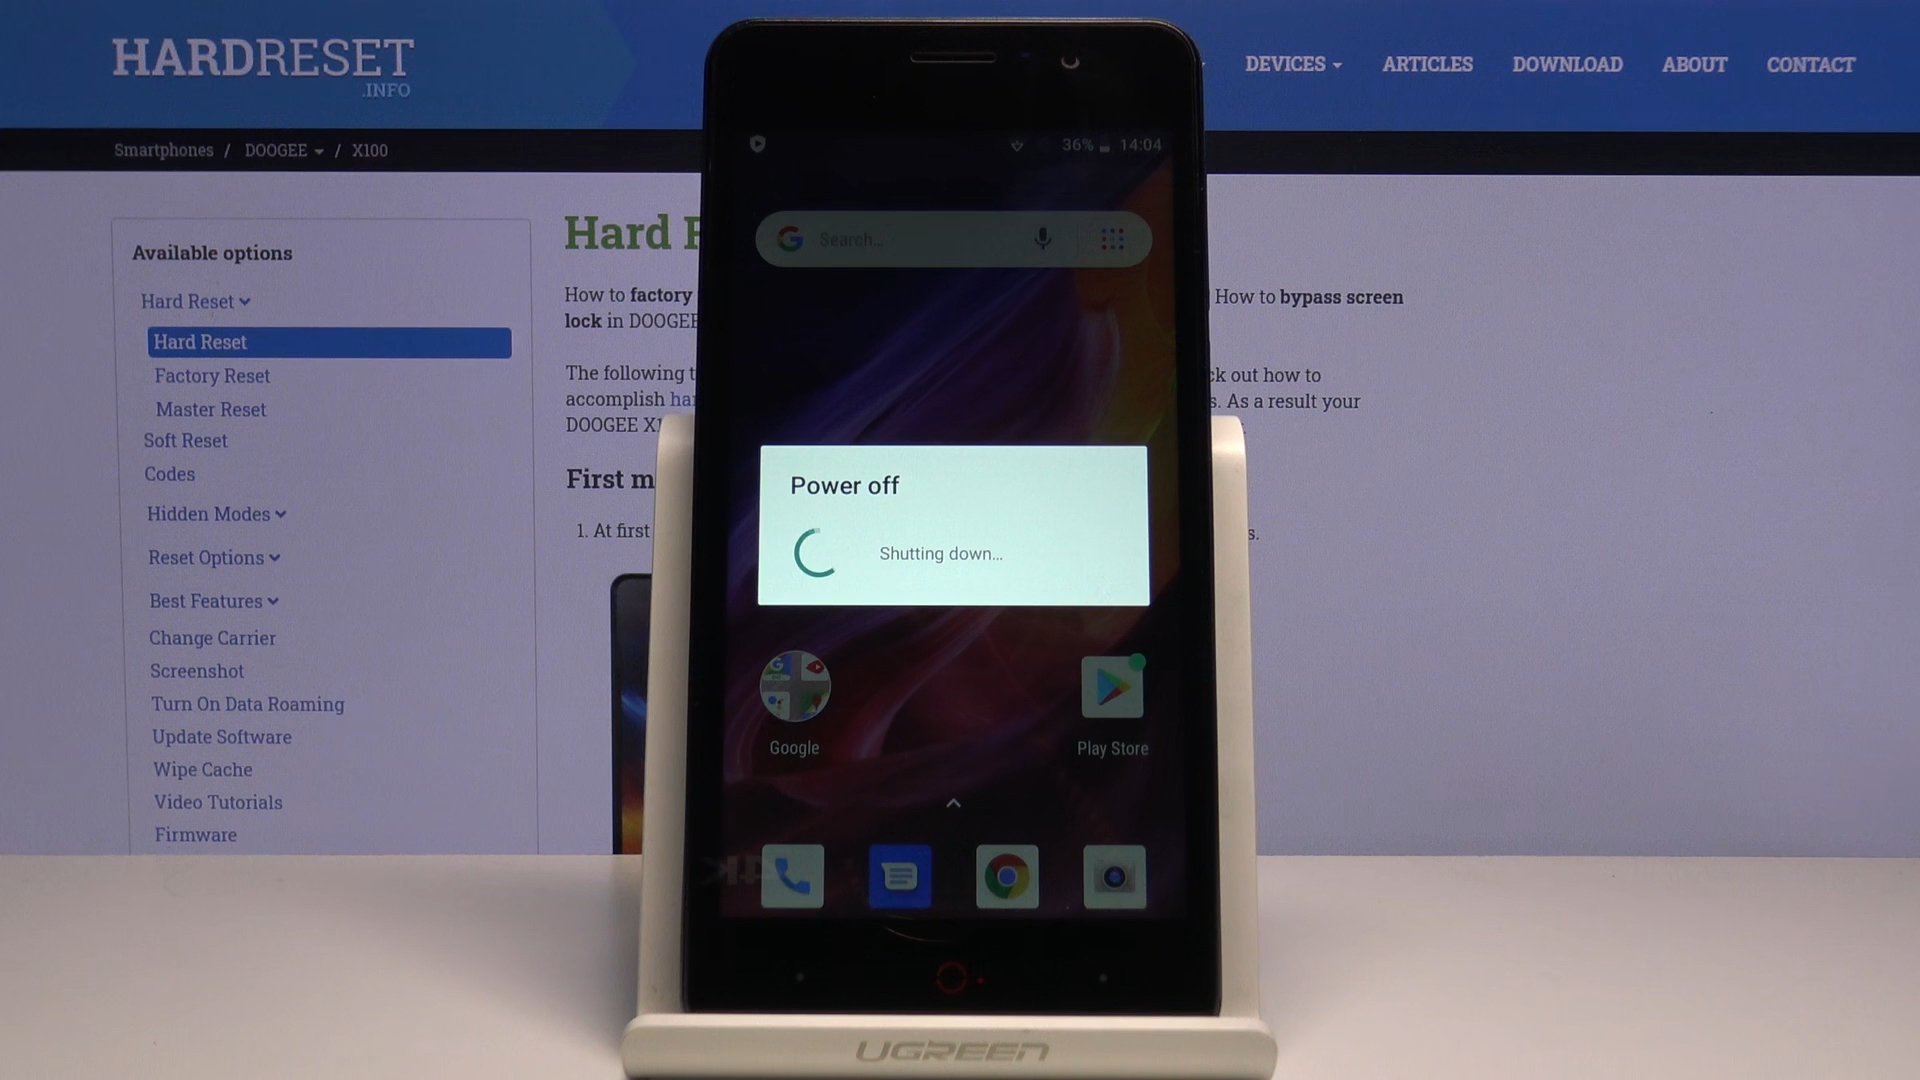 HARDRESET
.INFO
DEVICES
ARTICLES
DOWNLOAD
ABOUT
CONTACT
Smartphones / DOOGEE / X100
Available options
Hard Reset
Hard Reset
Factory Reset
Master Reset
Soft Reset
Codes
Hidden Modes
Reset Options
Best Features
Change Carrier
Screenshot
Turn On Data Roaming
Update Software
Wipe Cache
Video Tutorials
Firmware
Hard
How to factory
lock in DOOGEE
The following
accomplish
DOOGEE
First
1. At first
How to bypass screen
out how to
As a result your
36% 14:04
Search...
Power off
Shutting down...
Google
Play Store
UGREEN